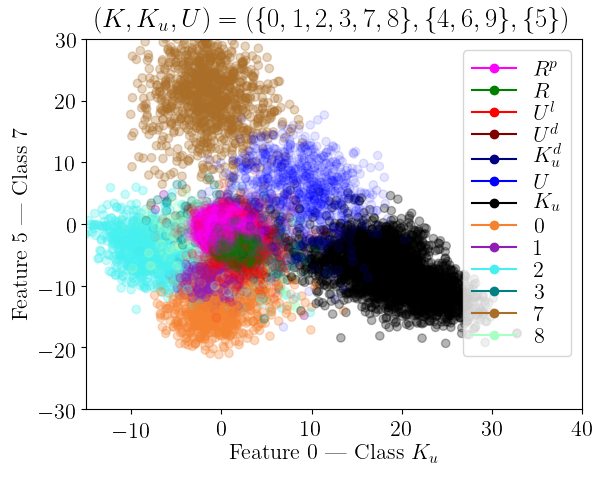 (K, K_u, U) = ({0, 1, 2, 3, 7, 8}, {4, 6, 9}, {5})
30
20
10
0
−10
−20
−30
Feature 5 — Class 7
R^p
R
U^l
U^d
K_u^d
U
K_u
0
1
2
3
7
8
−10
0
10
20
30
40
Feature 0 — Class K_u